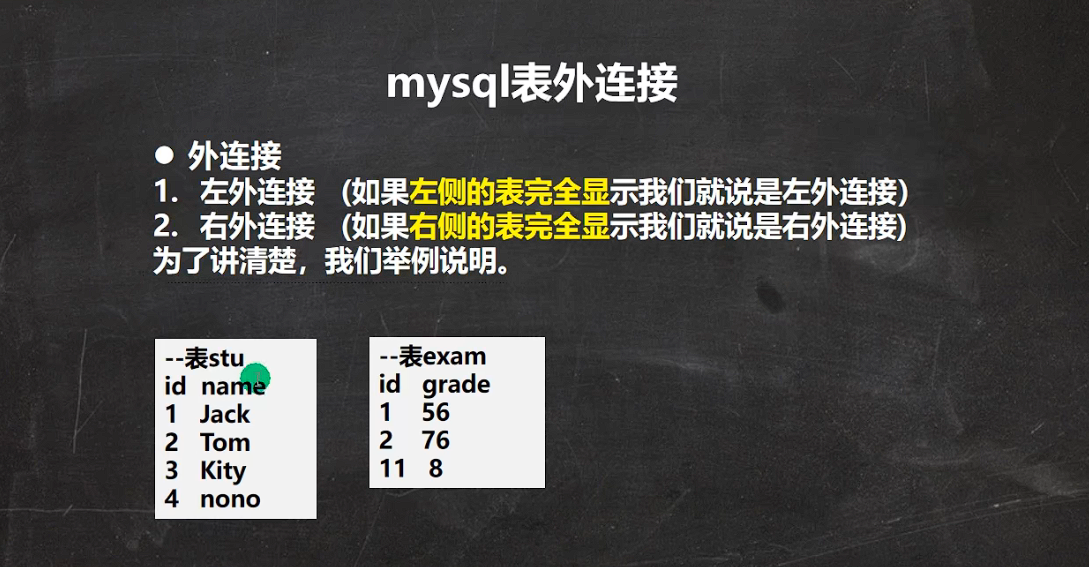 mysql表外连接
● 外连接
1. 左外连接 （如果左侧的表完全显示我们就说是左外连接）
2. 右外连接 （如果右侧的表完全显示我们就说是右外连接)
为了讲清楚，我们举例说明。
--表stu
id name
1 Jack
2 Tom
3 Kity
4 nono
--表exam
id grade
1 56
2 76
11 8